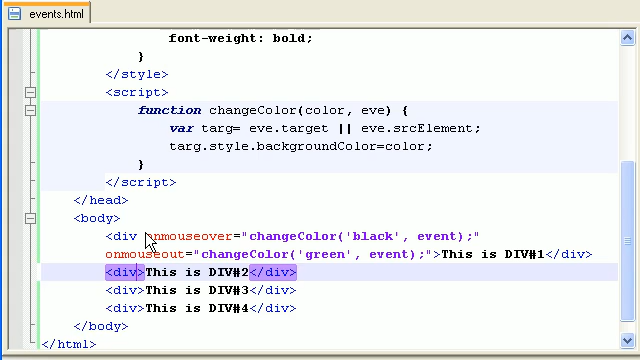 events.html
font-weight: bold;
}
</style>
<script>
function changeColor(color, eve) {
var targ= eve.target || eve.srcElement;
targ.style.backgroundColor=color;
}
</script>
</head>
<body>
<div onmouseover="changeColor('black', event);"
onmouseout="changeColor('green', event);">This is DIV#1</div>
<div>This is DIV#2</div>
<div>This is DIV#3</div>
<div>This is DIV#4</div>
</body>
</html>